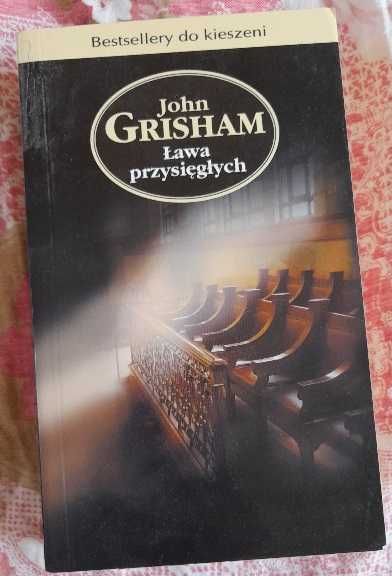 Bestsellery do kieszeni
John
GRISHAM
Ława
przysięgłych